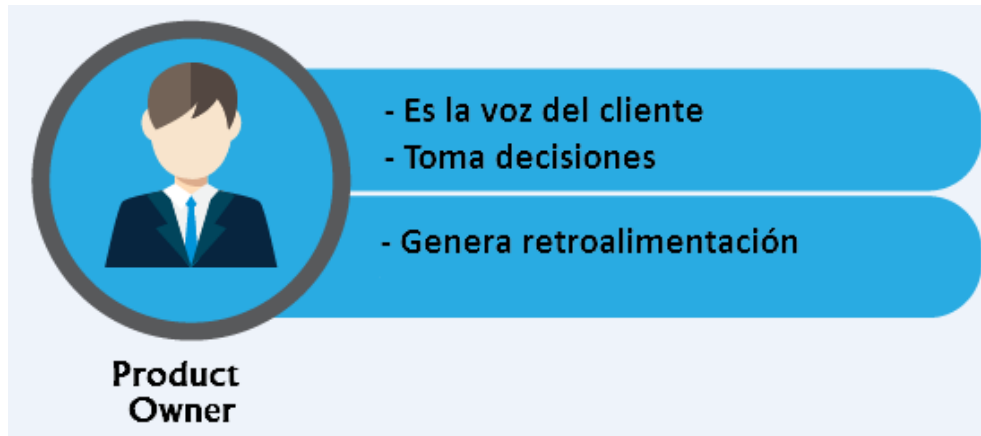 - Es la voz del cliente
- Toma decisiones
- Genera retroalimentación
Product
Owner